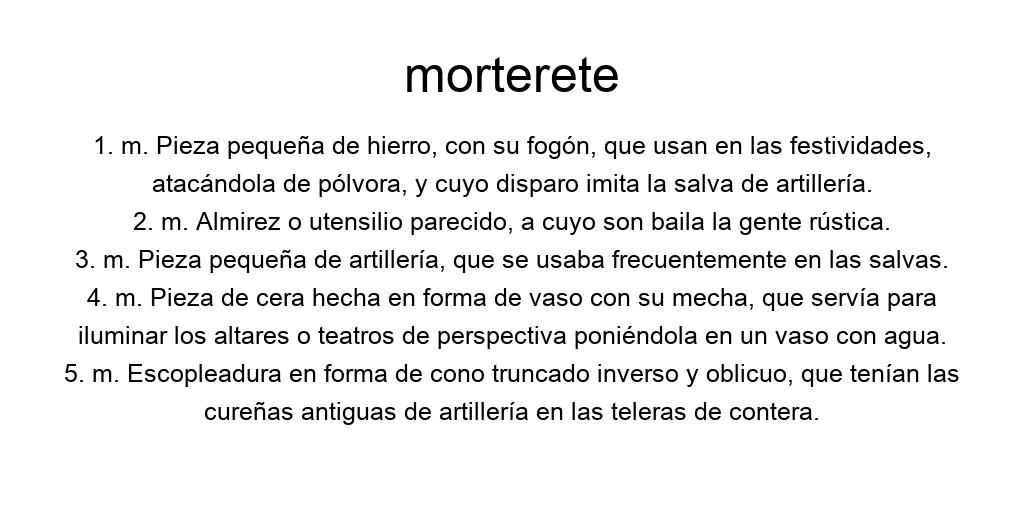 morterete
1. m. Pieza pequeña de hierro, con su fogón, que usan en las festividades,
atacándola de pólvora, y cuyo disparo imita la salva de artillería.
2. m. Almirez o utensilio parecido, a cuyo son baila la gente rústica.
3. m. Pieza pequeña de artillería, que se usaba frecuentemente en las salvas.
4. m. Pieza de cera hecha en forma de vaso con su mecha, que servía para
iluminar los altares o teatros de perspectiva poniéndola en un vaso con agua.
5. m. Escopleadura en forma de cono truncado inverso y oblicuo, que tenían las
cureñas antiguas de artillería en las teleras de contera.